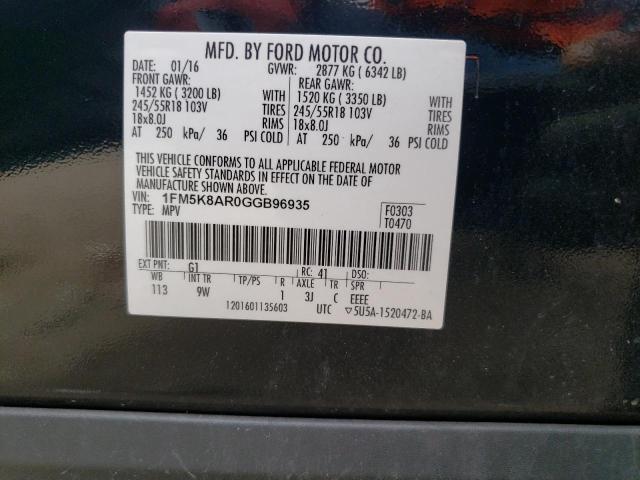 MFD. BY FORD MOTOR CO.
DATE: 01/16 GVWR: 2877 KG ( 6342 LB)
FRONT GAWR: REAR GAWR:
1452 KG ( 3200 LB) 1520 KG ( 3350 LB)
245/55R18 103V TIRES 245/55R18 103V TIRES
18x8.0J RIMS 18x8.0J RIMS
AT 250 kPa/ 36 PSI COLD AT 250 kPa/ 36 PSI COLD
THIS VEHICLE CONFORMS TO ALL APPLICABLE FEDERAL MOTOR
VEHICLE SAFETY STANDARDS IN EFFECT ON THE DATE OF
MANUFACTURE SHOWN ABOVE.
VIN: 1FM5K8AR0GGB96935
TYPE: MPV
F0303
T0470
EXT PNT: G1 RC: 41 DSO:
WB INT TR TP/PS R AXLE TR SPR
113 9W 1 3J C EEEE
1201601135603 UTC ▽5U5A-1520472-BA